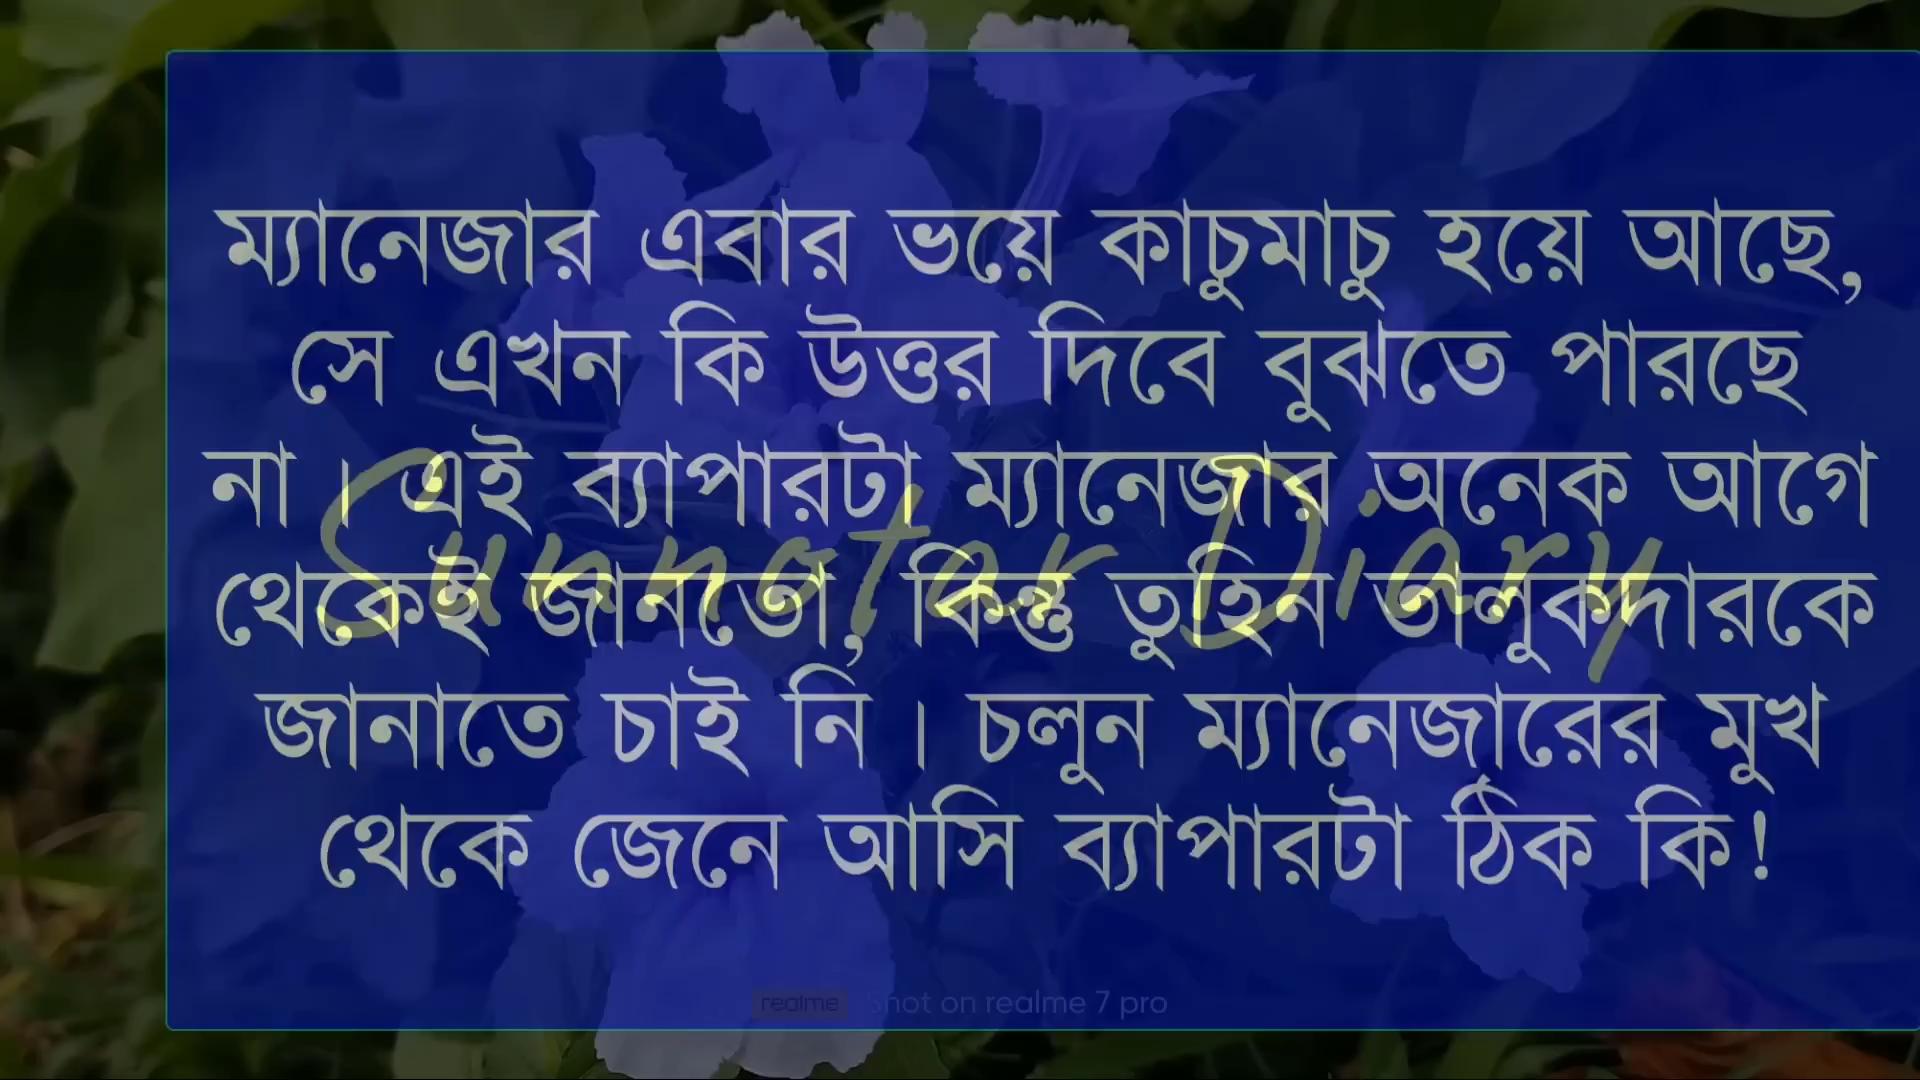 ম্যানেজার এবার ভয়ে কাচুমাচু হয়ে আছে,
সে এখন কি উত্তর দিবে বুঝতে পারছে
না । এই ব্যাপারটা ম্যানেজার অনেক আগে
থেকেই জানতো, কিন্তু তুহিন তালুকদারকে
জানাতে চাই নি । চলুন ম্যানেজারের মুখ
থেকে জেনে আসি ব্যাপারটা ঠিক কি!
Sunnotar Diary
realme Shot on realme 7 pro